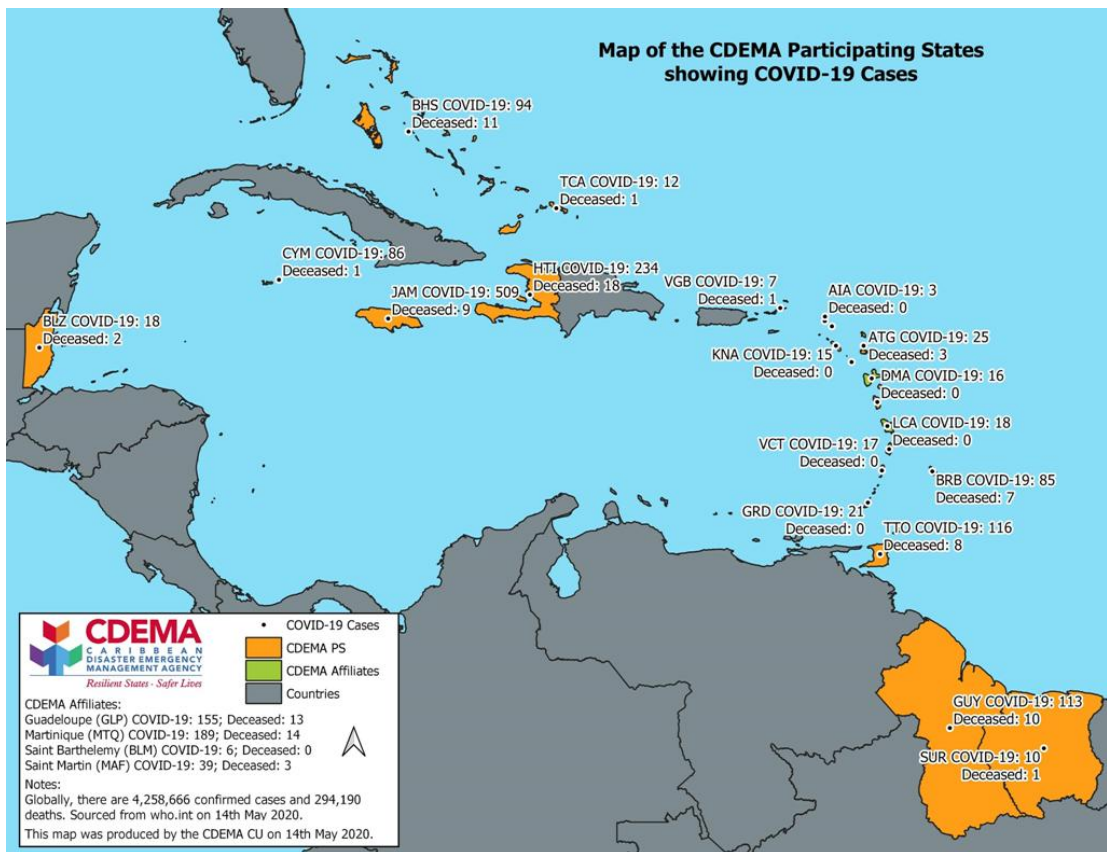 Map of the CDEMA Participating States
showing COVID-19 Cases
BHS COVID-19: 94
Deceased: 11
TCA COVID-19: 12
Deceased: 1
CYM COVID-19: 86
Deceased: 1
HTI COVID-19: 234
Deceased: 18
JAM COVID-19: 509
Deceased: 9
VGB COVID-19: 7
Deceased: 1
AIA COVID-19: 3
Deceased: 0
BLZ COVID-19: 18
Deceased: 2
KNA COVID-19: 15
Deceased: 0
ATG COVID-19: 25
Deceased: 3
DMA COVID-19: 16
Deceased: 0
LCA COVID-19: 18
Deceased: 0
VCT COVID-19: 17
Deceased: 0
BRB COVID-19: 85
Deceased: 7
GRD COVID-19: 21
Deceased: 0
TTO COVID-19: 116
Deceased: 8
GUY COVID-19: 113
Deceased: 10
SUR COVID-19: 10
Deceased: 1
CDEMA
CARIBBEAN
DISASTER EMERGENCY
MANAGEMENT AGENCY
Resilient States - Safer Lives
COVID-19 Cases
CDEMA PS
CDEMA Affiliates
Countries
CDEMA Affiliates:
Guadeloupe (GLP) COVID-19: 155; Deceased: 13
Martinique (MTQ) COVID-19: 189; Deceased: 14
Saint Barthelemy (BLM) COVID-19: 6; Deceased: 0
Saint Martin (MAF) COVID-19: 39; Deceased: 3
Notes:
Globally, there are 4,258,666 confirmed cases and 294,190
deaths. Sourced from who.int on 14th May 2020.
This map was produced by the CDEMA CU on 14th May 2020.